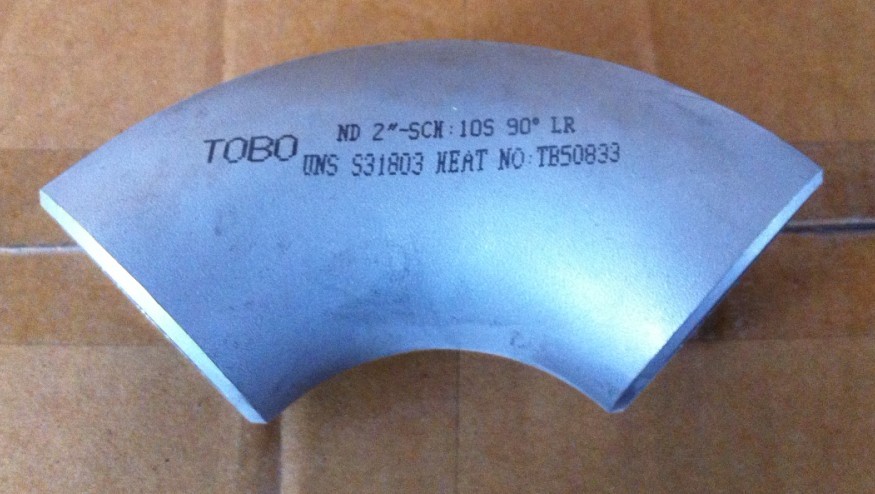 TOBO
ND 2"-SCH:10S 90° LR
UNS S31803 HEAT NO:TB50833